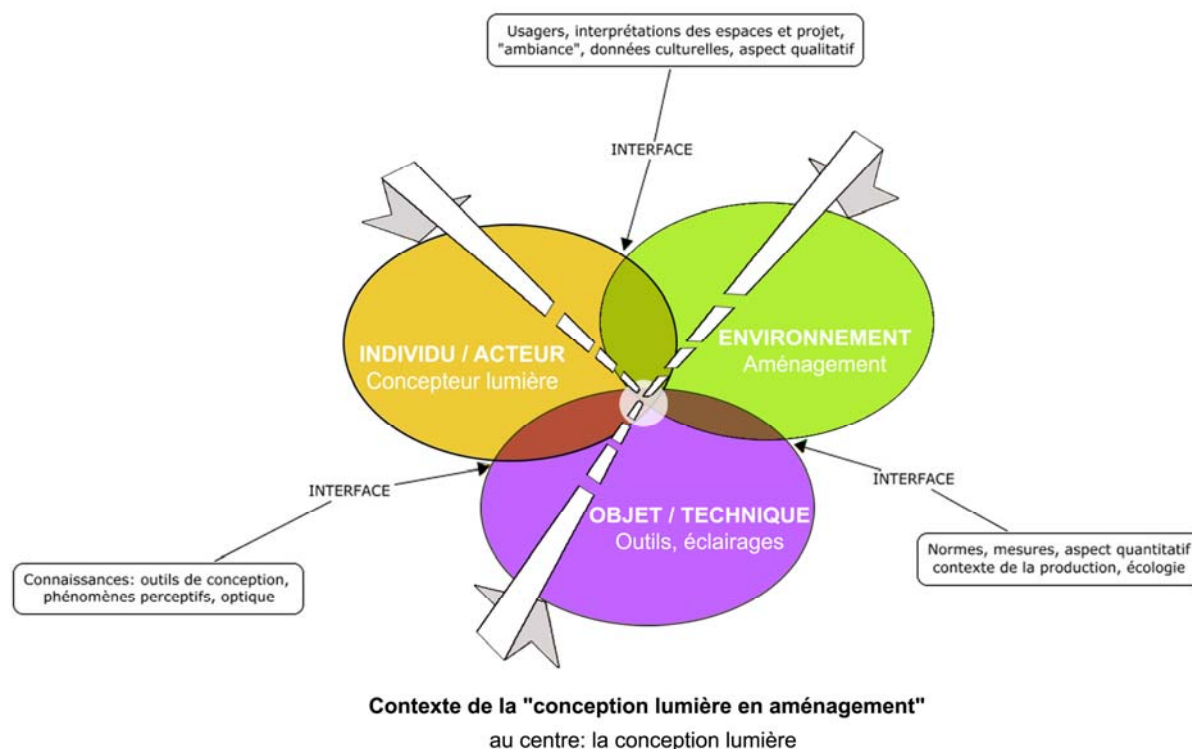 Usagers, interprétations des espaces et projet,
"ambiance", données culturelles, aspect qualitatif
INTERFACE
INDIVIDU / ACTEUR
Concepteur lumière
ENVIRONNEMENT
Aménagement
INTERFACE
INTERFACE
OBJET / TECHNIQUE
Outils, éclairages
Connaissances: outils de conception,
phénomènes perceptifs, optique
Normes, mesures, aspect quantitatif
contexte de la production, écologie
Contexte de la "conception lumière en aménagement"
au centre: la conception lumière